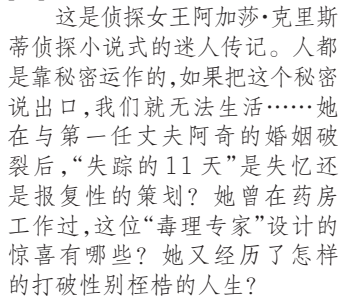 这是侦探女王阿加莎·克里斯
蒂侦探小说式的迷人传记。人都
是靠秘密运作的,如果把这个秘密
说出口,我们就无法生活……她
在与第一任丈夫阿奇的婚姻破
裂后,“失踪的11天”是失忆还
是报复性的策划?她曾在药房
工作过,这位“毒理专家”设计的
惊喜有哪些?她又经历了怎样
的打破性别桎梏的人生?